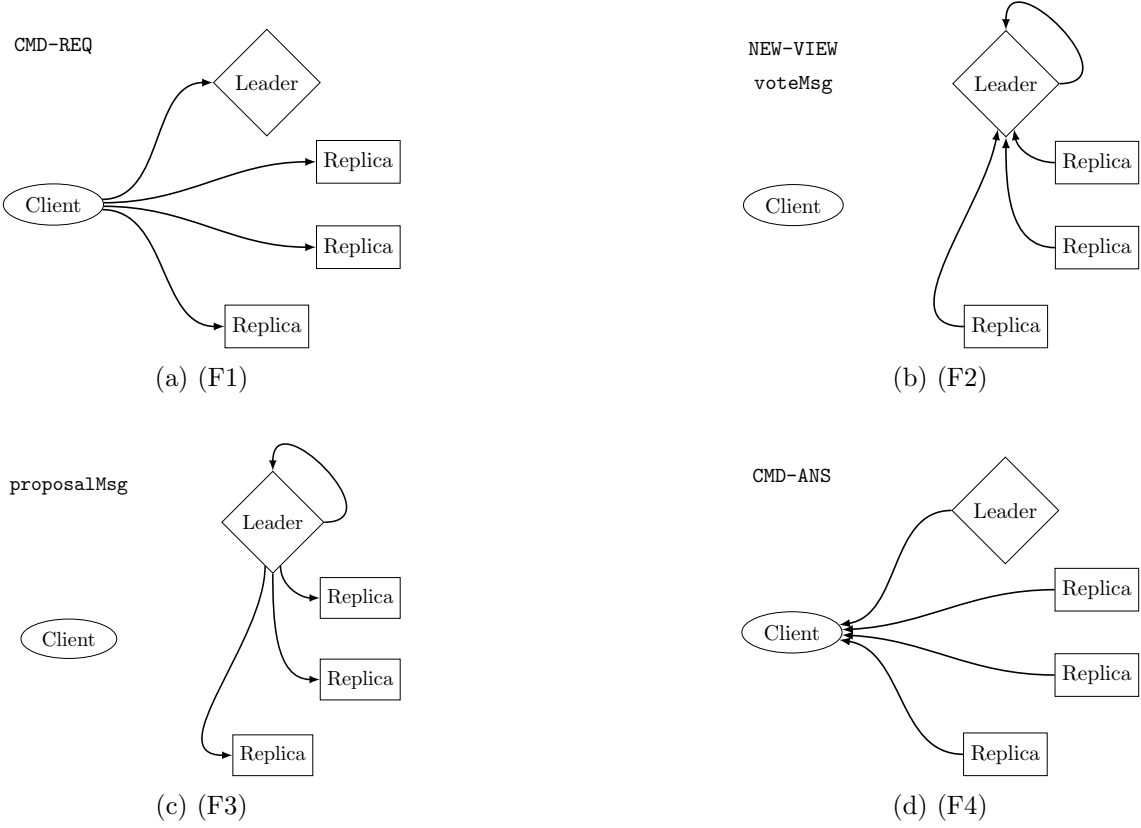 CMD-REQ
Leader
Replica
Client
Replica
Replica
(a) (F1)
NEW-VIEW
voteMsg
Leader
Replica
Client
Replica
Replica
(b) (F2)
proposalMsg
Leader
Replica
Client
Replica
Replica
(c) (F3)
CMD-ANS
Leader
Replica
Client
Replica
Replica
(d) (F4)